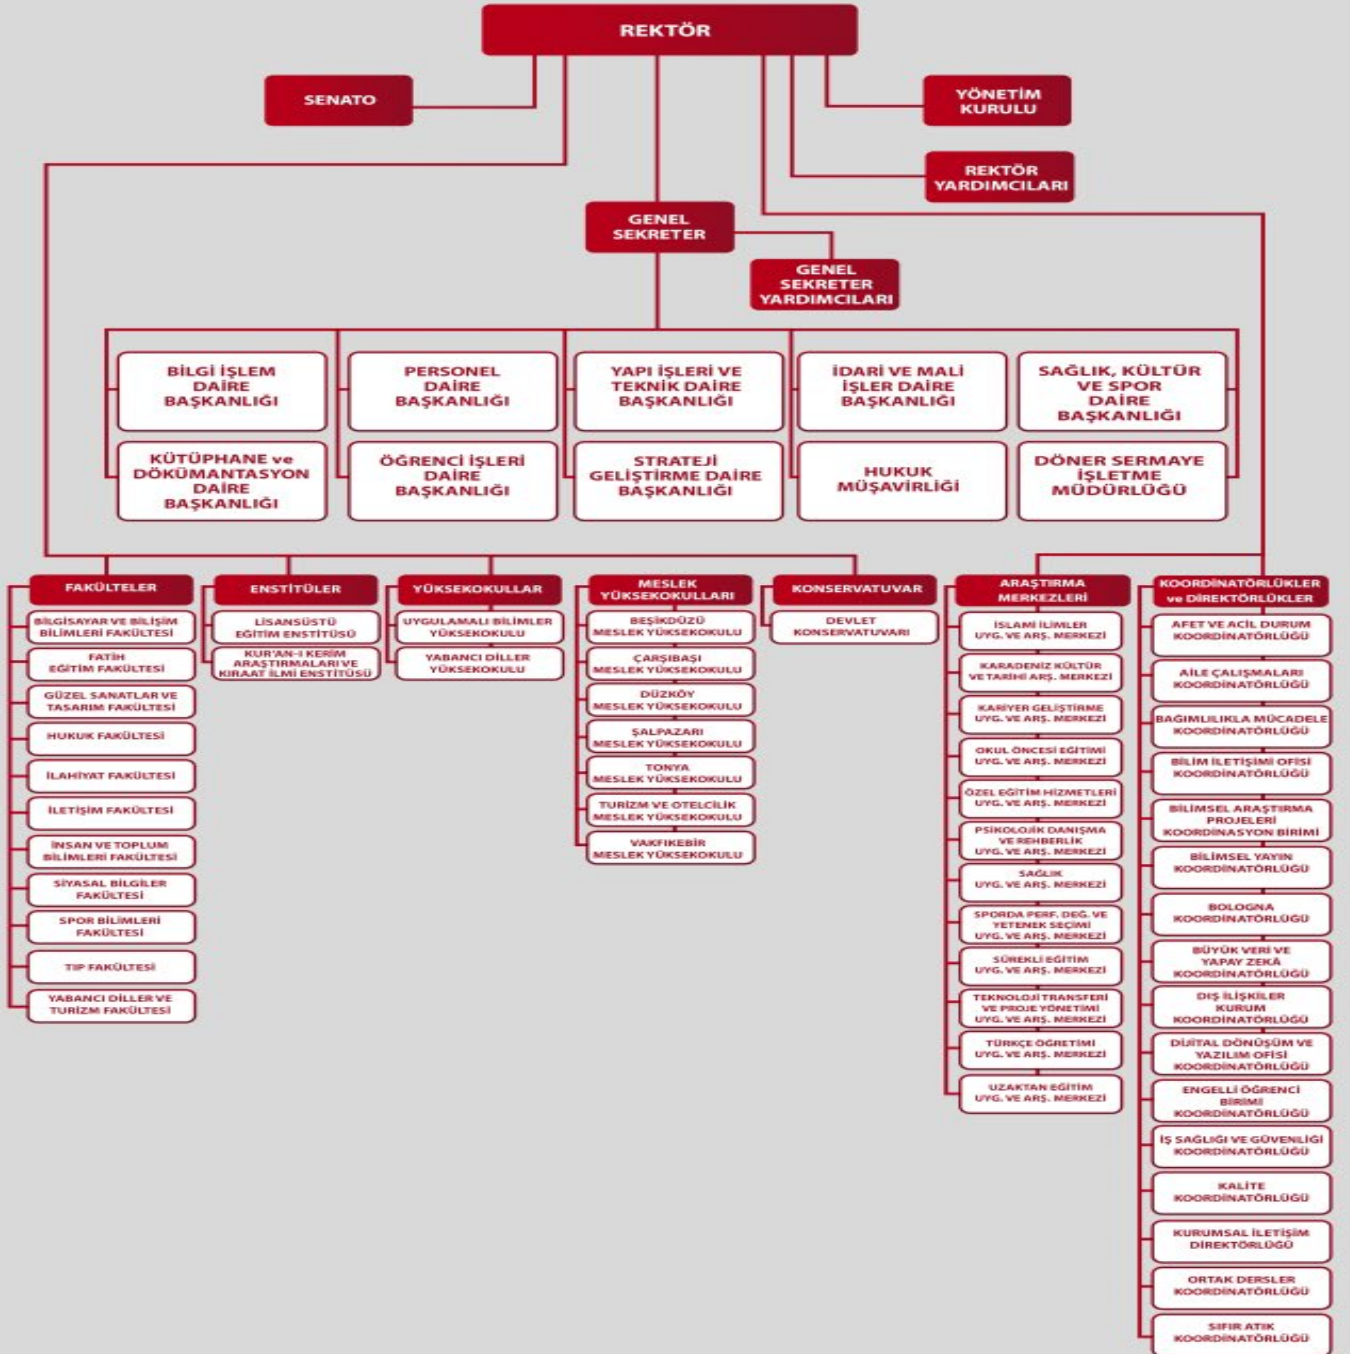 REKTÖR
SENATO
YÖNETİM
KURULU
REKTÖR
YARDIMCILARI
GENEL
SEKRETER
GENEL
SEKRETER
YARDIMCILARI
BİLGİ İŞLEM
DAİRE
BAŞKANLIĞI
PERSONEL
DAİRE
BAŞKANLIĞI
YAPI İŞLERİ VE
TEKNİK DAİRE
BAŞKANLIĞI
İDARİ VE MALİ
İŞLER DAİRE
BAŞKANLIĞI
SAĞLIK, KÜLTÜR
VE SPOR
DAİRE
BAŞKANLIĞI
KÜTÜPHANE ve
DÖKÜMANTASYON
DAİRE
BAŞKANLIĞI
ÖĞRENCİ İŞLERİ
DAİRE
BAŞKANLIĞI
STRATEJİ
GELİŞTİRME DAİRE
BAŞKANLIĞI
HUKUK
MÜŞAVİRLİĞİ
DÖNER SERMAYE
İŞLETME
MÜDÜRLÜĞÜ
FAKÜLTELER
BİLGİSAYAR VE BİLİŞİM
BİLİMLERİ FAKÜLTESİ
FATİH
EĞİTİM FAKÜLTESİ
GÜZEL SANATLAR VE
TASARIM FAKÜLTESİ
HUKUK FAKÜLTESİ
İLAHİYAT FAKÜLTESİ
İLETİŞİM FAKÜLTESİ
İNSAN VE TOPLUM
BİLİMLERİ FAKÜLTESİ
SİYASAL BİLGİLER
FAKÜLTESİ
SPOR BİLİMLERİ
FAKÜLTESİ
TIP FAKÜLTESİ
YABANCI DİLLER VE
TURİZM FAKÜLTESİ
ENSTİTÜLER
LİSANSÜSTÜ
EĞİTİM ENSTİTÜSÜ
KUR'AN-I KERİM
ARAŞTIRMALARI VE
KIRAAT İLMİ ENSTİTÜSÜ
YÜKSEKOKULLAR
UYGULAMALI BİLİMLER
YÜKSEKOKULU
YABANCI DİLLER
YÜKSEKOKULU
MESLEK
YÜKSEKOKULLARI
BEŞİKDÜZÜ
MESLEK YÜKSEKOKULU
ÇARŞIBAŞI
MESLEK YÜKSEKOKULU
DÜZKÖY
MESLEK YÜKSEKOKULU
ŞALPAZARI
MESLEK YÜKSEKOKULU
TONYA
MESLEK YÜKSEKOKULU
TURİZM VE OTELCİLİK
MESLEK YÜKSEKOKULU
VAKFIKEBİR
MESLEK YÜKSEKOKULU
KONSERVATUVAR
DEVLET
KONSERVATUVARI
ARAŞTIRMA
MERKEZLERİ
İSLAMİ İLİMLER
UYG. VE ARŞ. MERKEZİ
KARADENİZ KÜLTÜR
VE TARİHİ ARŞ. MERKEZİ
KARİYER GELİŞTİRME
UYG. VE ARŞ. MERKEZİ
OKUL ÖNCESİ EĞİTİMİ
UYG. VE ARŞ. MERKEZİ
ÖZEL EĞİTİM HİZMETLERİ
UYG. VE ARŞ. MERKEZİ
PSİKOLOJİK DANIŞMA
VE REHBERLİK
UYG. VE ARŞ. MERKEZİ
SAĞLIK
UYG. VE ARŞ. MERKEZİ
SPORDA PERF. DEĞ. VE
YETENEK SEÇİMİ
UYG. VE ARŞ. MERKEZİ
SÜREKLİ EĞİTİM
UYG. VE ARŞ. MERKEZİ
TEKNOLOJİ TRANSFERİ
VE PROJE YÖNETİMİ
UYG. VE ARŞ. MERKEZİ
TÜRKÇE ÖĞRETİMİ
UYG. VE ARŞ. MERKEZİ
UZAKTAN EĞİTİM
UYG. VE ARŞ. MERKEZİ
KOORDİNATÖRLÜKLER
ve DİREKTÖRLÜKLER
AFET VE ACİL DURUM
KOORDİNATÖRLÜĞÜ
AİLE ÇALIŞMALARI
KOORDİNATÖRLÜĞÜ
BAĞIMLILIKLA MÜCADELE
KOORDİNATÖRLÜĞÜ
BİLİM İLETİŞİMİ OFİSİ
KOORDİNATÖRLÜĞÜ
BİLİMSEL ARAŞTIRMA
PROJELERİ
KOORDİNASYON BİRİMİ
BİLİMSEL YAYIN
KOORDİNATÖRLÜĞÜ
BOLOGNA
KOORDİNATÖRLÜĞÜ
BÜYÜK VERİ VE
YAPAY ZEKÂ
KOORDİNATÖRLÜĞÜ
DIŞ İLİŞKİLER
KURUM
KOORDİNATÖRLÜĞÜ
DİJİTAL DÖNÜŞÜM VE
YAZILIM OFİSİ
KOORDİNATÖRLÜĞÜ
ENGELLİ ÖĞRENCİ
BİRİMİ
KOORDİNATÖRLÜĞÜ
İŞ SAĞLIĞI VE GÜVENLİĞİ
KOORDİNATÖRLÜĞÜ
KALİTE
KOORDİNATÖRLÜĞÜ
KURUMSAL İLETİŞİM
DİREKTÖRLÜĞÜ
ORTAK DERSLER
KOORDİNATÖRLÜĞÜ
SIFIR ATIK
KOORDİNATÖRLÜĞÜ